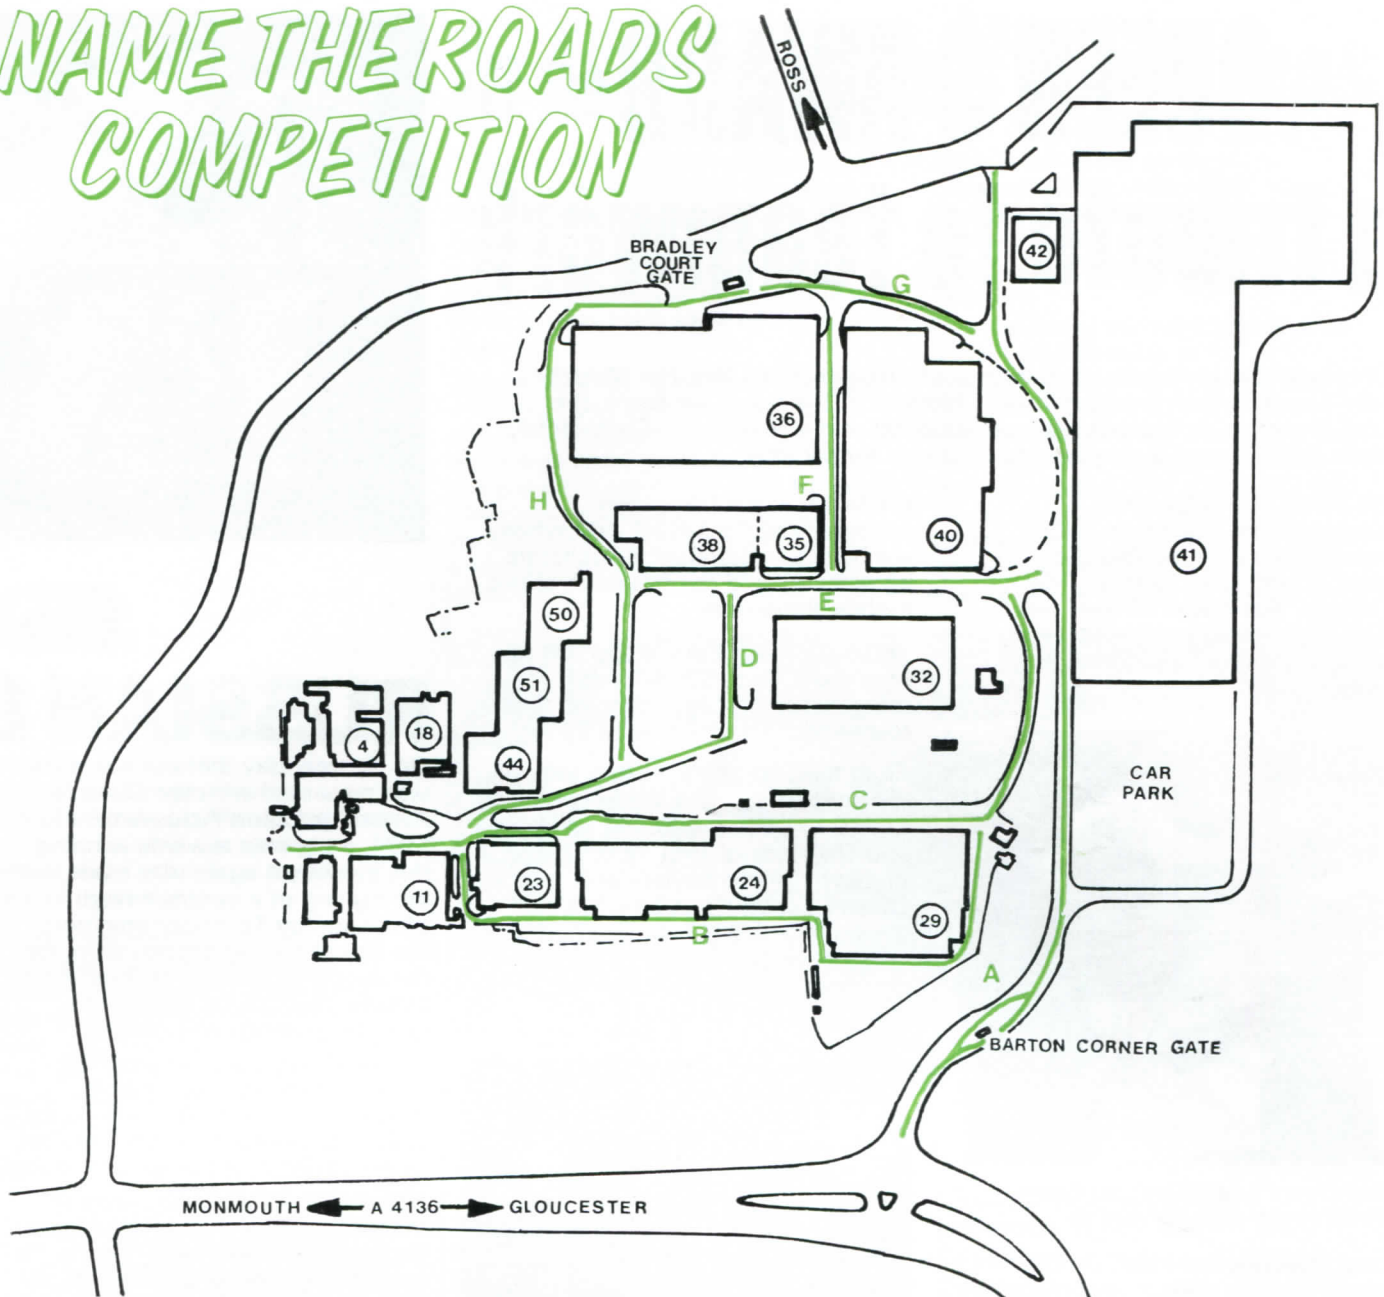 NAME THE ROADS
COMPETITION
ROSS
BRADLEY
COURT
GATE
42
G
36
F
H
38
35
40
41
E
50
D
51
32
18
4
44
CAR
PARK
C
23
24
11
29
B
A
BARTON CORNER GATE
MONMOUTH A 4136 GLOUCESTER